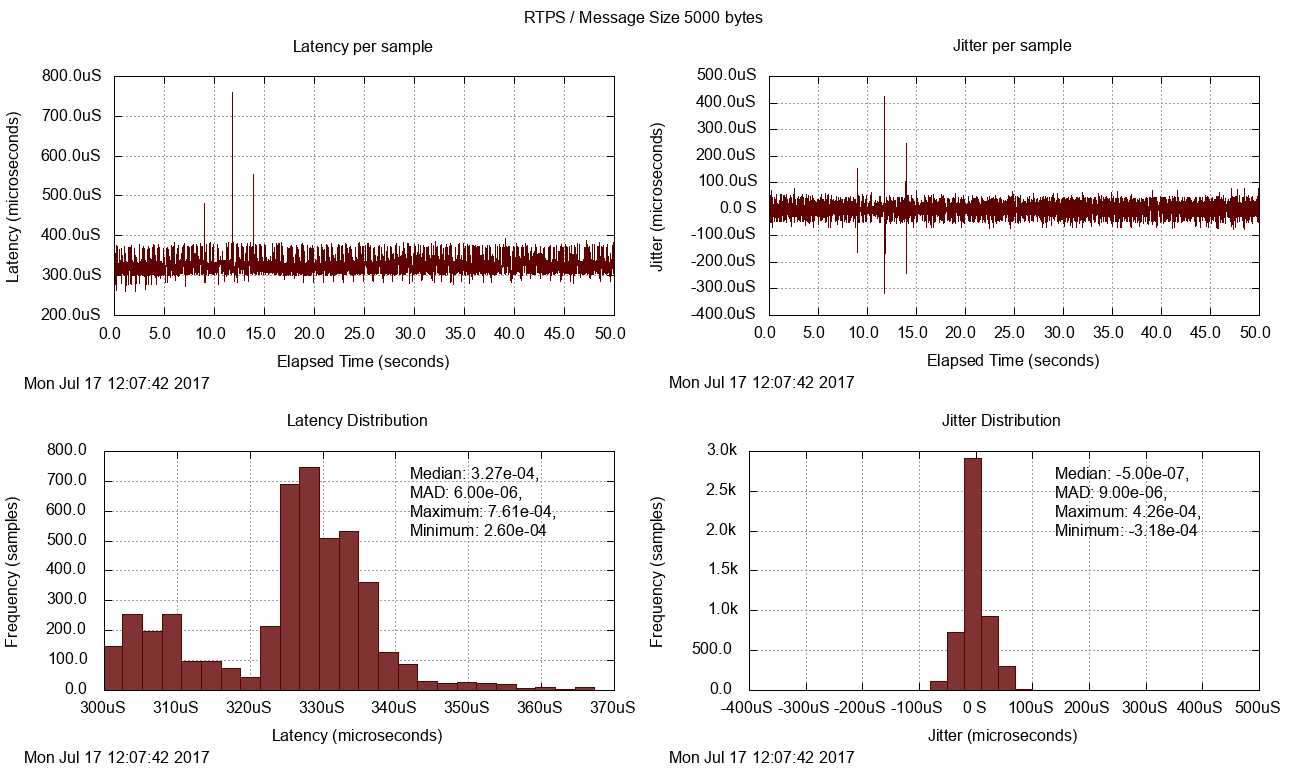 RTPS / Message Size 5000 bytes
Latency per sample
800.0uS
700.0uS
600.0uS
500.0uS
400.0uS
300.0uS
200.0uS
Latency (microseconds)
0.0 5.0 10.0 15.0 20.0 25.0 30.0 35.0 40.0 45.0 50.0
Elapsed Time (seconds)
Mon Jul 17 12:07:42 2017
Jitter per sample
500.0uS
400.0uS
300.0uS
200.0uS
100.0uS
0.0 S
-100.0uS
-200.0uS
-300.0uS
-400.0uS
Jitter (microseconds)
0.0 5.0 10.0 15.0 20.0 25.0 30.0 35.0 40.0 45.0 50.0
Elapsed Time (seconds)
Mon Jul 17 12:07:42 2017
Latency Distribution
800.0
700.0
600.0
500.0
400.0
300.0
200.0
100.0
0.0
Frequency (samples)
Median: 3.27e-04,
MAD: 6.00e-06,
Maximum: 7.61e-04,
Minimum: 2.60e-04
300uS 310uS 320uS 330uS 340uS 350uS 360uS 370uS
Latency (microseconds)
Mon Jul 17 12:07:42 2017
Jitter Distribution
3.0k
2.5k
2.0k
1.5k
1.0k
500.0
0.0
Frequency (samples)
Median: -5.00e-07,
MAD: 9.00e-06,
Maximum: 4.26e-04,
Minimum: -3.18e-04
-400uS -300uS -200uS -100uS 0 S 100uS 200uS 300uS 400uS 500uS
Jitter (microseconds)
Mon Jul 17 12:07:42 2017